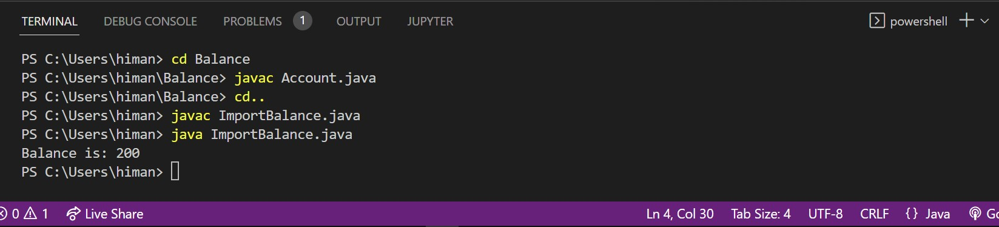 TERMINAL DEBUG CONSOLE PROBLEMS 1 OUTPUT JUPYTER powershell
PS C:\Users\himan> cd Balance
PS C:\Users\himan\Balance> javac Account.java
PS C:\Users\himan\Balance> cd..
PS C:\Users\himan> javac ImportBalance.java
PS C:\Users\himan> java ImportBalance.java
Balance is: 200
PS C:\Users\himan>
0 1 Live Share Ln 4, Col 30 Tab Size: 4 UTF-8 CRLF {} Java Go